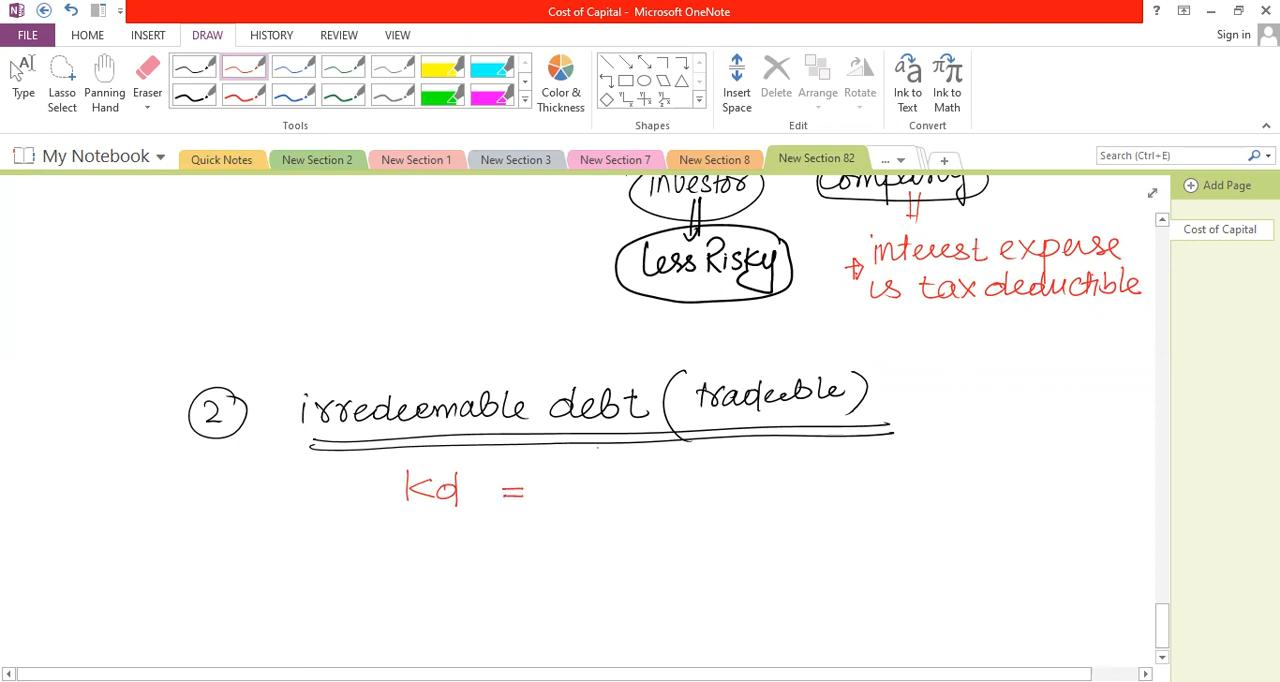 Cost of Capital - Microsoft OneNote
FILE HOME INSERT DRAW HISTORY REVIEW VIEW
Sign in
Type
Lasso Select
Panning Hand
Eraser
Color & Thickness
Insert Space
Delete
Arrange
Rotate
Ink to Text
Ink to Math
Tools
Shapes
Edit
Convert
My Notebook
Quick Notes
New Section 2
New Section 1
New Section 3
New Section 7
New Section 8
New Section 82
...
Search (Ctrl+E)
Add Page
Cost of Capital
investor
Company
less Risky
interest expense
is tax deductible
2 irredeemable debt (tradeeble)
Kd =